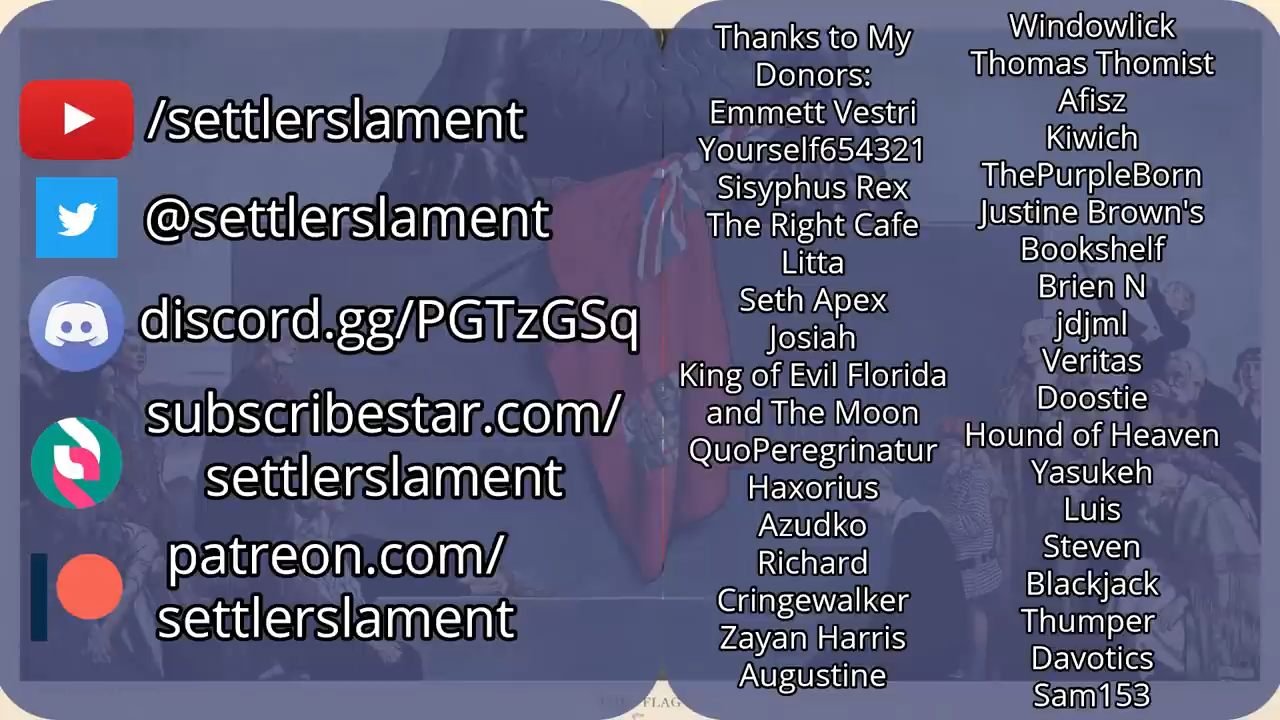 /settlerslament
@settlerslament
discord.gg/PGTzGSq
subscribestar.com/
settlerslament
patreon.com/
settlerslament
Thanks to My
Donors:
Emmett Vestri
Yourself654321
Sisyphus Rex
The Right Cafe
Litta
Seth Apex
Josiah
King of Evil Florida
and The Moon
QuoPeregrinatur
Haxorius
Azudko
Richard
Cringewalker
Zayan Harris
Augustine
Windowlick
Thomas Thomist
Afisz
Kiwich
ThePurpleBorn
Justine Brown's
Bookshelf
Brien N
jdjml
Veritas
Doostie
Hound of Heaven
Yasukeh
Luis
Steven
Blackjack
Thumper
Davotics
Sam153
FLAG